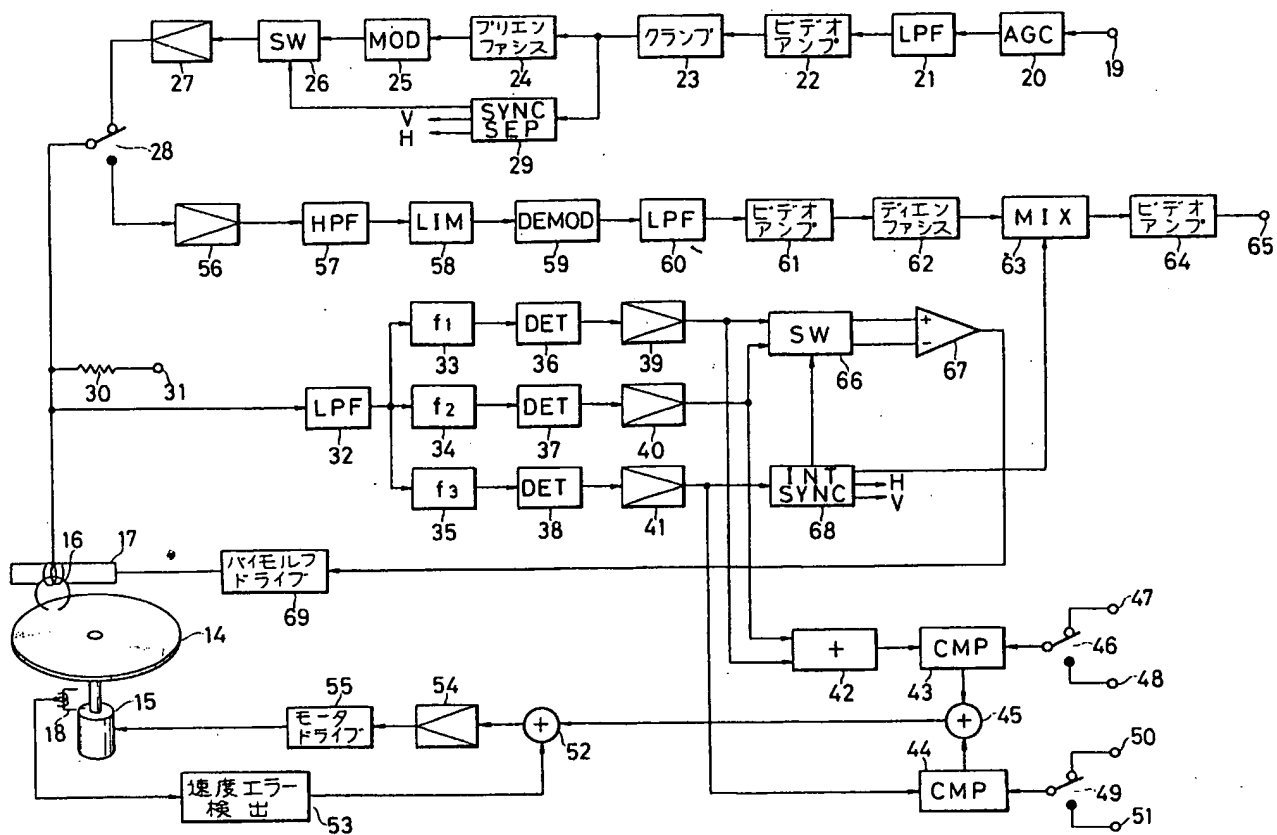 27
SW
26
MOD
25
プリエン
ファシス
24
クランプ
23
ビデオ
アンプ
22
LPF
21
AGC
20
19
SYNC
SEP
29
V
H
28
56
HPF
57
LIM
58
DEMOD
59
LPF
60
ビデオ
アンプ
61
ディエン
ファシス
62
MIX
63
ビデオ
アンプ
64
65
30
31
LPF
32
f1
33
DET
36
39
SW
66
+
-
67
f2
34
DET
37
40
f3
35
DET
38
41
INT
SYNC
68
H
V
16
17
バイモルフ
ドライブ
69
14
15
18
+
42
CMP
43
46
47
48
+
45
44
CMP
49
50
51
55
モータ
ドライブ
54
+
52
速度エラー
検出
53